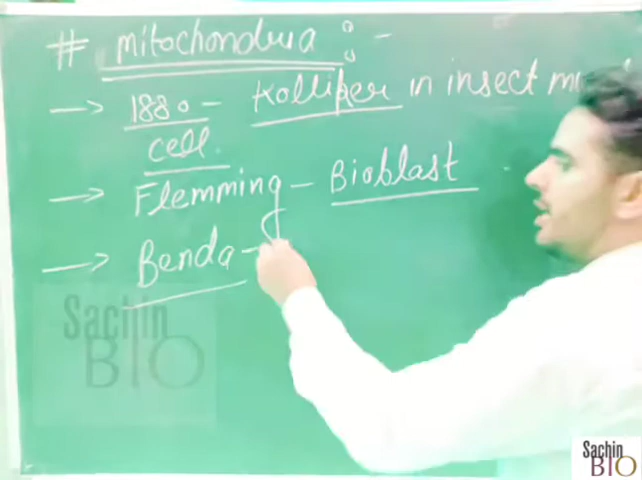 # mitochondria :-
→ 1880 - Kolliker in insect
cell.
→ Flemming - Bioblast
→ Benda -
Sachin
BIO
Sachin
BIO